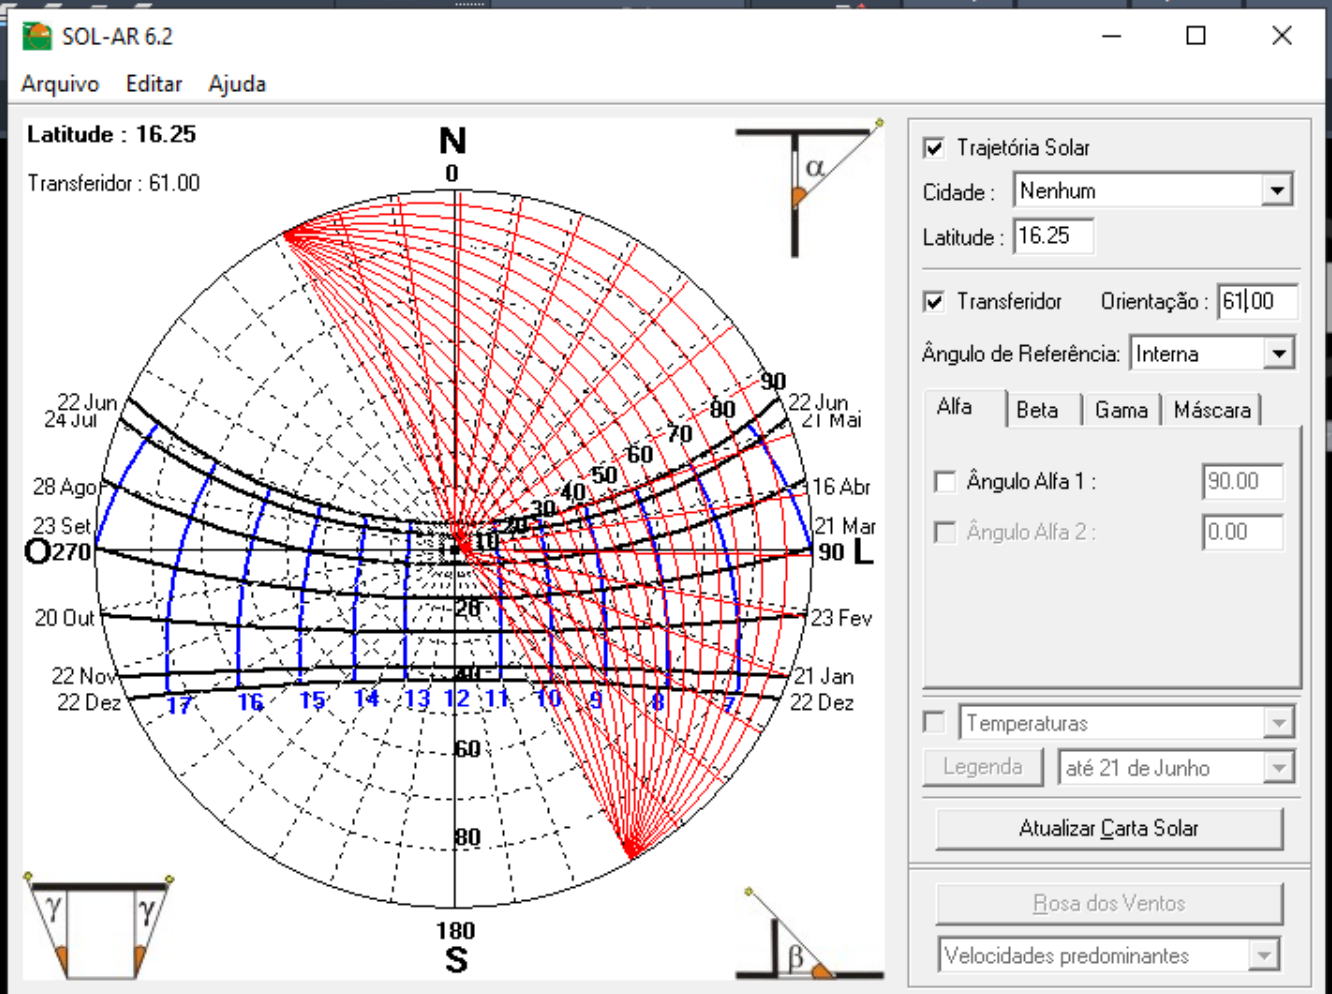 SOL-AR 6.2
Arquivo Editar Ajuda
Latitude : 16.25
Transferidor : 61.00
N
0
α
90
80
70
60
50
40
30
20
10
22 Jun
24 Jul
28 Ago
23 Set
O 270
20 Out
22 Nov
22 Dez
22 Jun
21 Mai
16 Abr
21 Mar
90 L
23 Fev
21 Jan
22 Dez
20
40
17 16 15 14 13 12 11 10 9 8 7
60
80
180
S
γ γ
β
Trajetória Solar
Cidade : Nenhum
Latitude : 16.25
Transferidor Orientação : 61.00
Ângulo de Referência: Interna
Alfa Beta Gama Máscara
Ângulo Alfa 1 : 90.00
Ângulo Alfa 2 : 0.00
Temperaturas
Legenda até 21 de Junho
Atualizar Carta Solar
Rosa dos Ventos
Velocidades predominantes